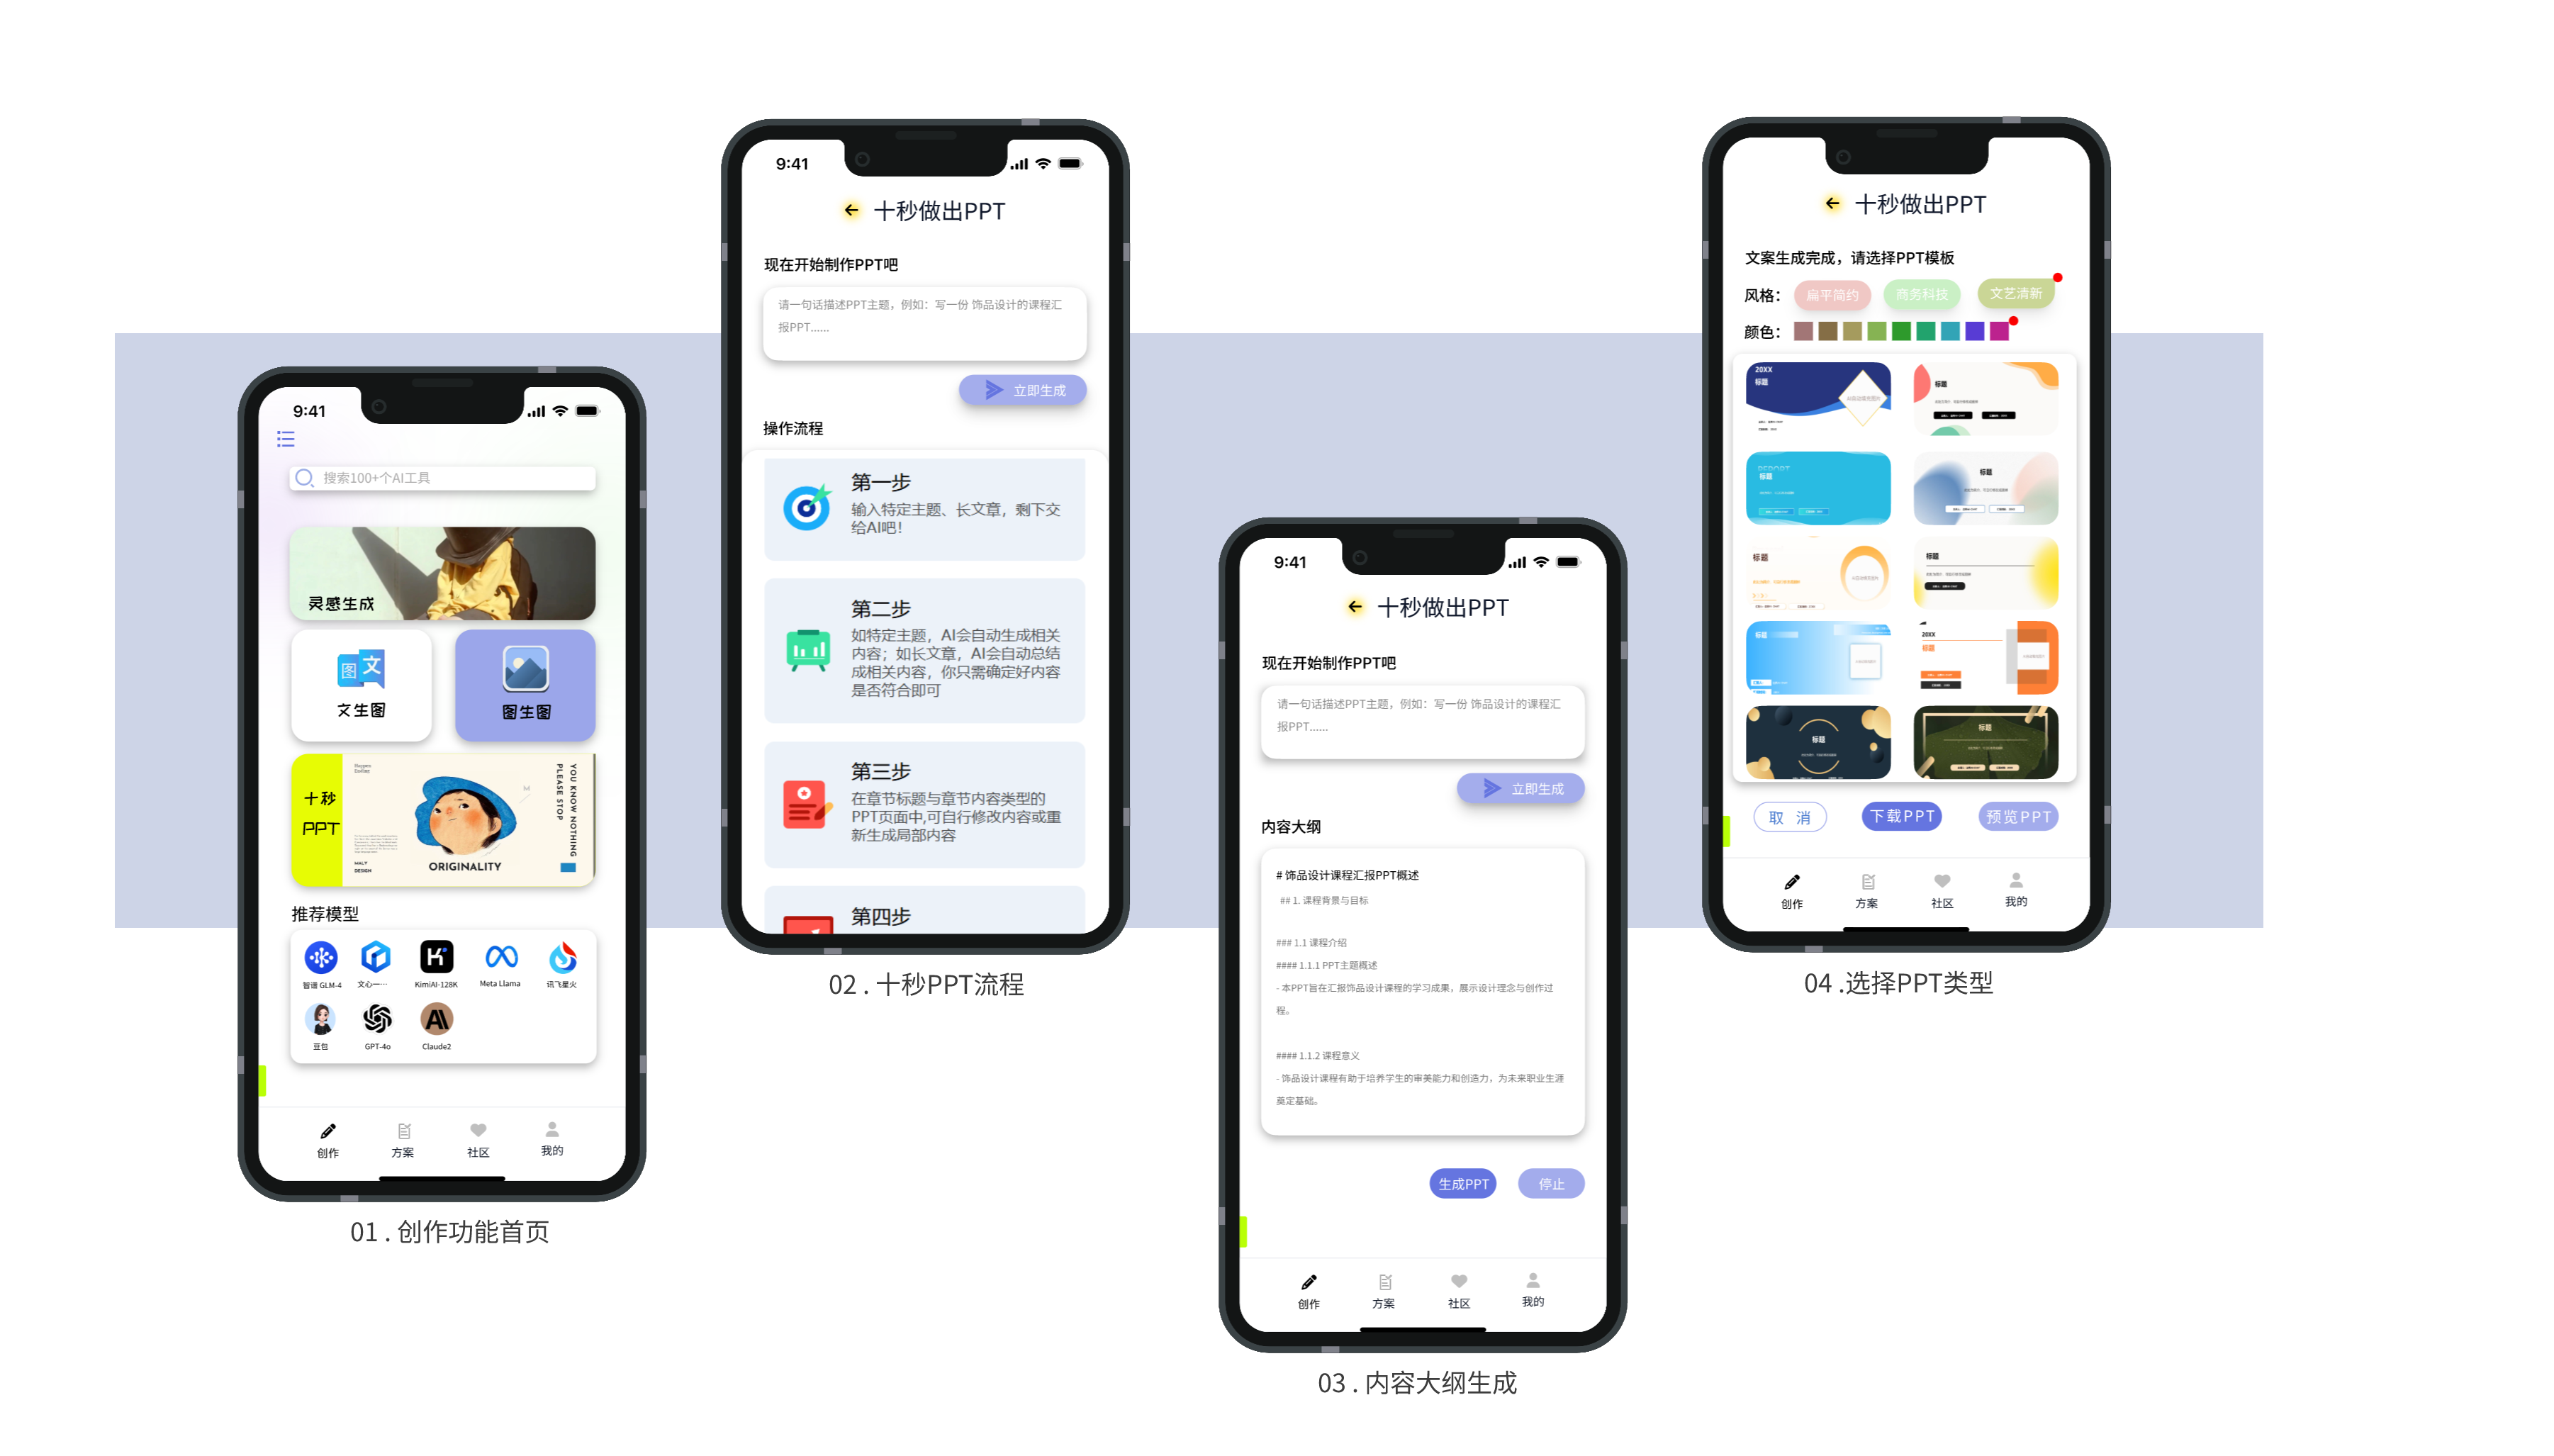 9:41
搜索100+个AI工具
灵感生成
图 文
文生图
图生图
十秒
PPT
YOU KNOW NOTHING
PLEASE STOP
DESIGN
ORIGINALITY
推荐模型
智谱 GLM-4
文心一…
KimiAI-128K
Meta Llama
讯飞星火
豆包
GPT-4o
Claude2
创作
方案
社区
我的
01 . 创作功能首页
9:41
十秒做出PPT
现在开始制作PPT吧
请一句话描述PPT主题，例如：写一份 饰品设计的课程汇
报PPT......
立即生成
操作流程
第一步
输入特定主题、长文章，剩下交
给AI吧！
第二步
如特定主题，AI会自动生成相关
内容；如长文章，AI会自动总结
成相关内容，你只需确定好内容
是否符合即可
第三步
在章节标题与章节内容类型的
PPT页面中,可自行修改内容或重
新生成局部内容
第四步
02 . 十秒PPT流程
9:41
十秒做出PPT
现在开始制作PPT吧
请一句话描述PPT主题，例如：写一份 饰品设计的课程汇
报PPT......
立即生成
内容大纲
# 饰品设计课程汇报PPT概述
## 1. 课程背景与目标
### 1.1 课程介绍
#### 1.1.1 PPT主题概述
- 本PPT旨在汇报饰品设计课程的学习成果，展示设计理念与创作过
程。
#### 1.1.2 课程意义
- 饰品设计课程有助于培养学生的审美能力和创造力，为未来职业生涯
奠定基础。
生成PPT
停止
创作
方案
社区
我的
03 . 内容大纲生成
十秒做出PPT
文案生成完成，请选择PPT模板
风格：
扁平简约
商务科技
文艺清新
颜色：
20XX
标题
标题
标题
标题
标题
标题
标题
20XX
标题
标题
标题
取 消
下载PPT
预览PPT
创作
方案
社区
我的
04 .选择PPT类型